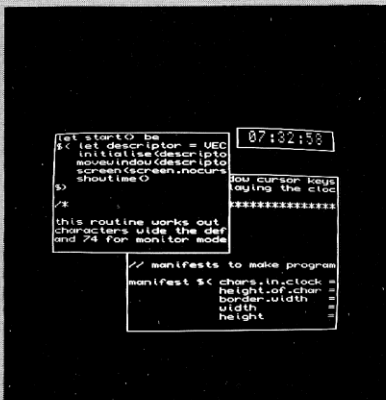 07:32:58
let start() be
$( let descriptor = VEC
initialise(descripto
movewindow(descripto
screen(screen.nocurs
showtime()
$)
/*
this routine works out
characters wide the def
and 74 for monitor mode
dow cursor keys
laying the cloc
***************
// manifests to make program
manifest $( chars.in.clock =
height.of.char =
border.width =
width =
height =